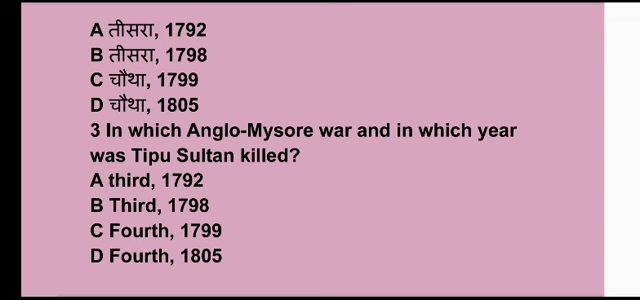 A तीसरा, 1792
B तीसरा, 1798
C चौथा, 1799
D चौथा, 1805
3 In which Anglo-Mysore war and in which year
was Tipu Sultan killed?
A third, 1792
B Third, 1798
C Fourth, 1799
D Fourth, 1805